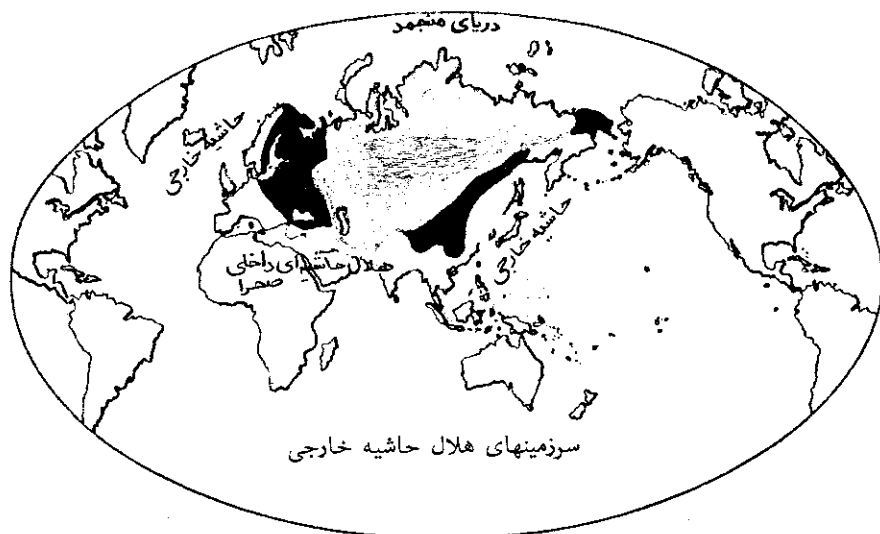 دریای منجمد
حاشیه خارجی
حاشیه خارجی
هلال حاشیه‌ای داخلی
صحرا
سرزمینهای هلال حاشیه خارجی